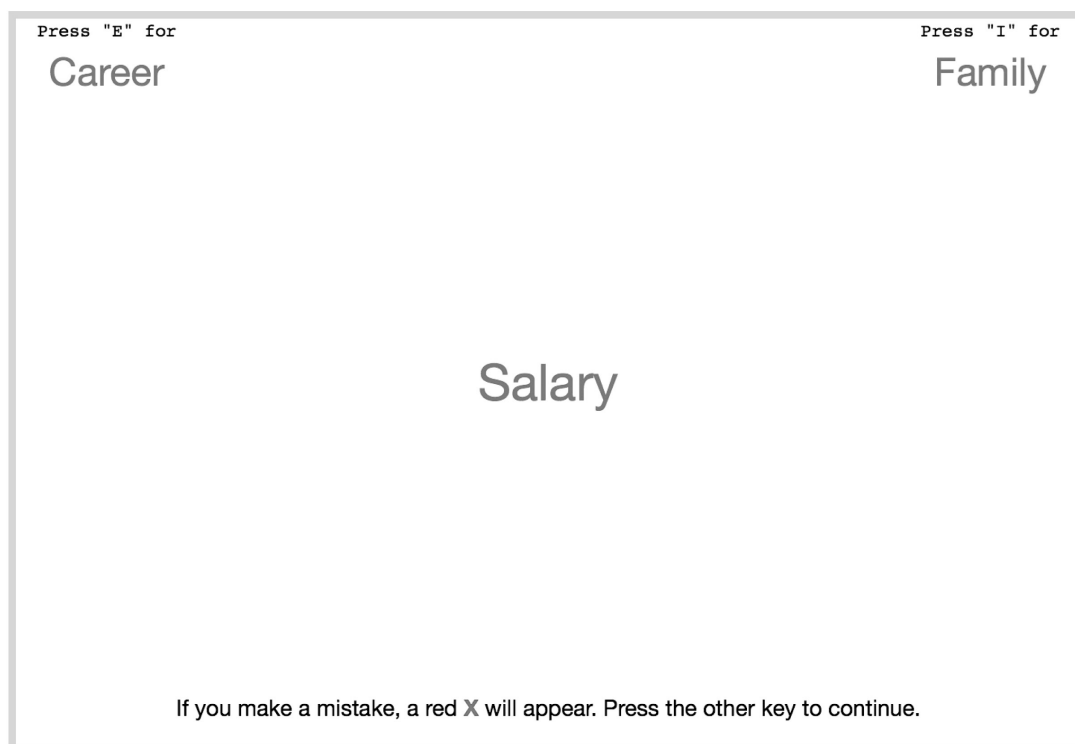 Press "E" for
Career
Press "I" for
Family
Salary
If you make a mistake, a red X will appear. Press the other key to continue.